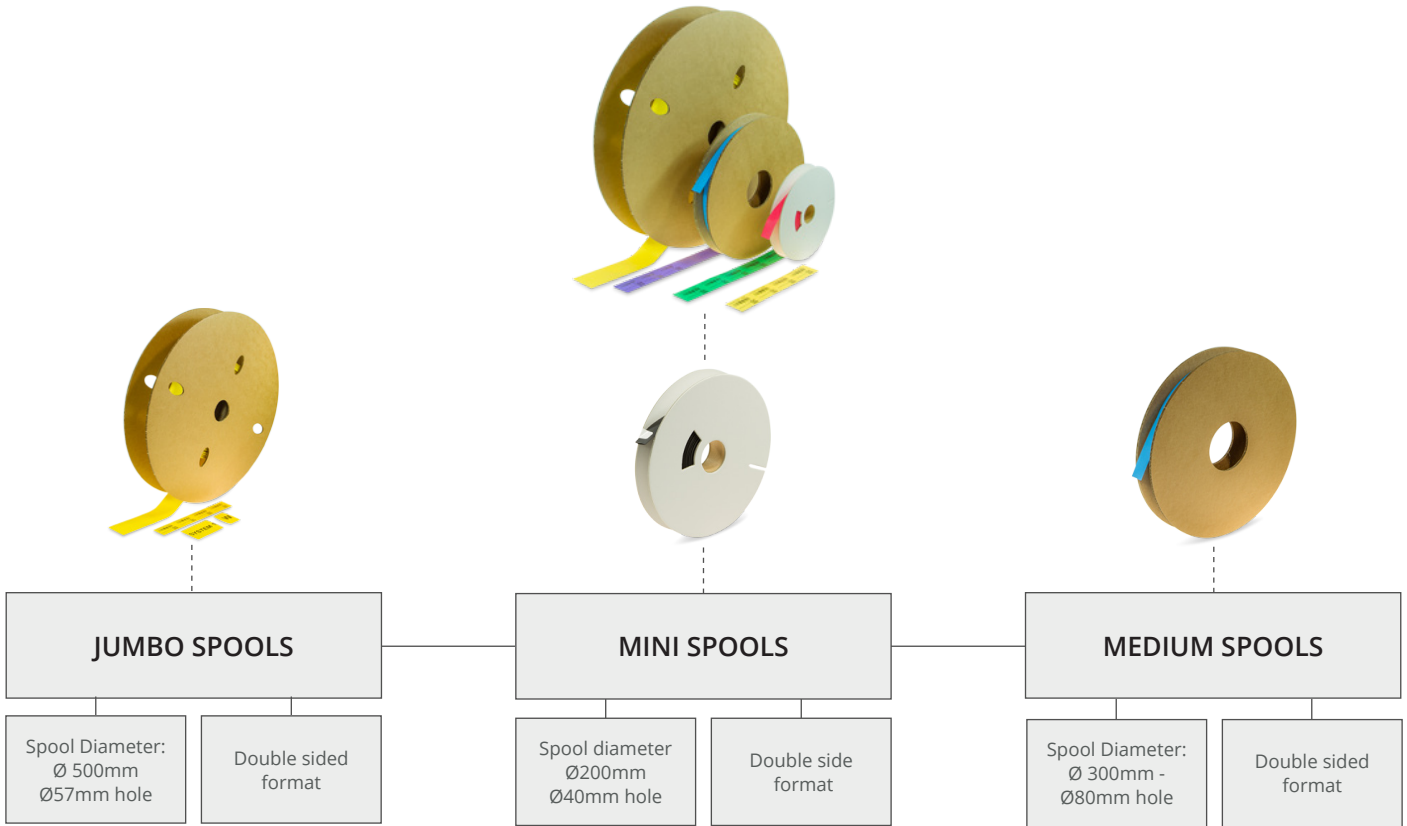 SYSTEM
JUMBO SPOOLS
MINI SPOOLS
MEDIUM SPOOLS
Spool Diameter:
Ø 500mm
Ø57mm hole
Double sided
format
Spool diameter
Ø200mm
Ø40mm hole
Double side
format
Spool Diameter:
Ø 300mm -
Ø80mm hole
Double sided
format